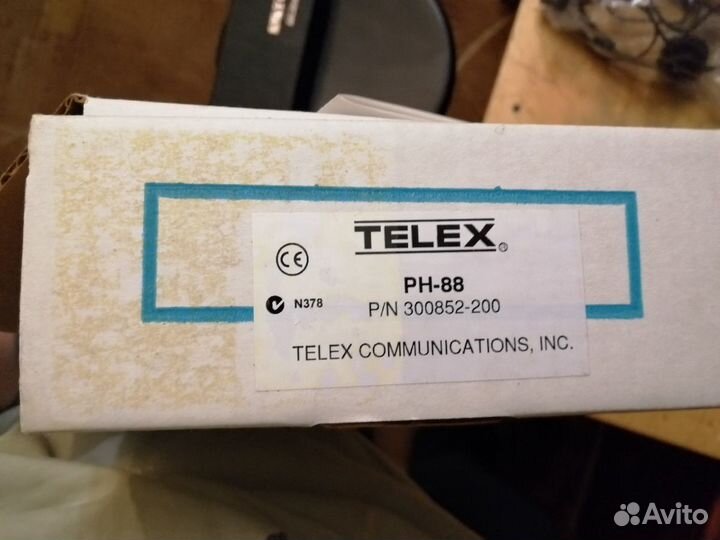 TELEX®
CE
PH-88
N378
P/N 300852-200
TELEX COMMUNICATIONS, INC.
Avito